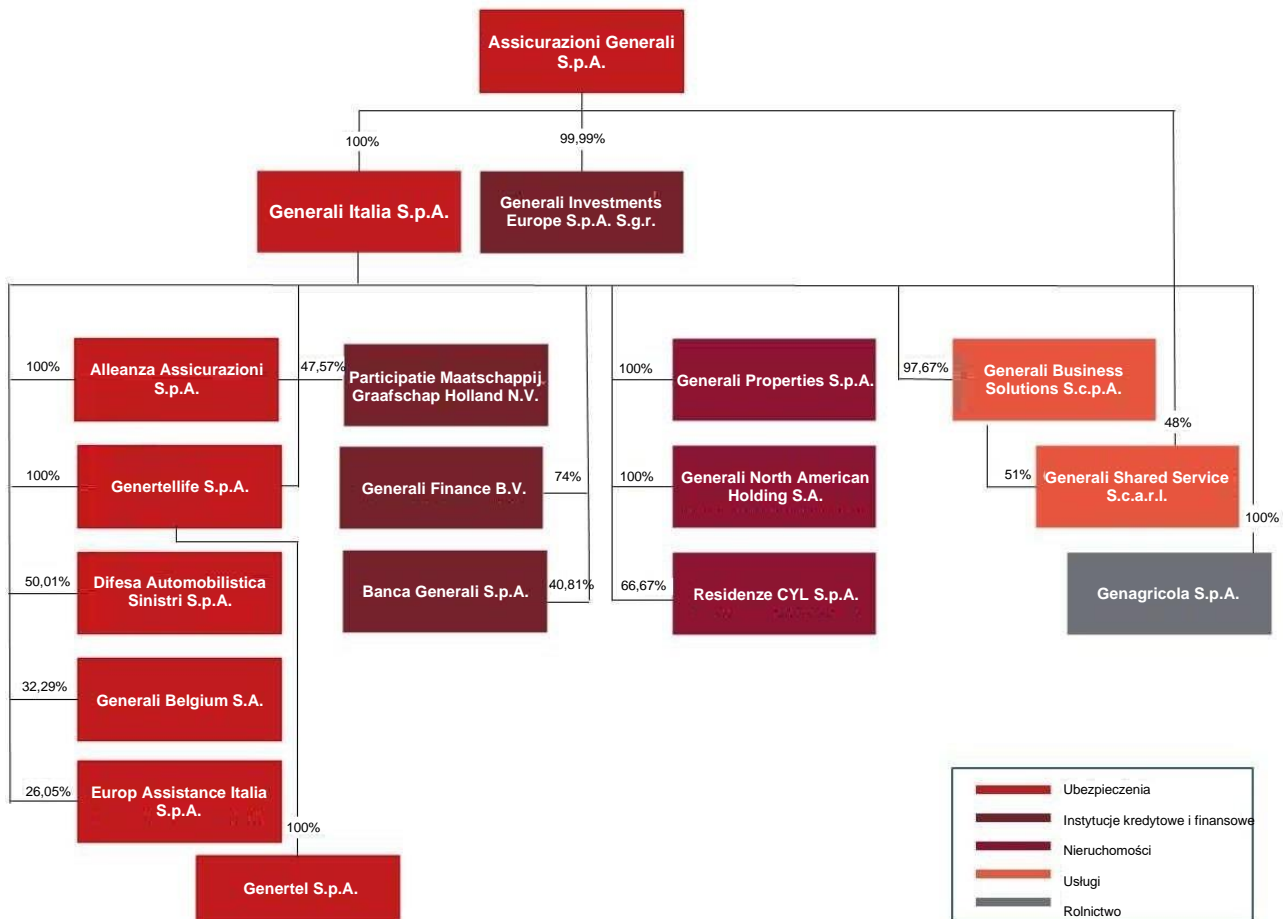 Assicurazioni Generali
S.p.A.
100%
99,99%
Generali Italia S.p.A.
Generali Investments
Europe S.p.A. S.g.r.
100%
Alleanza Assicurazioni
S.p.A.
47,57%
Participatie Maatschappij
Graafschap Holland N.V.
100%
Generali Properties S.p.A.
97,67%
Generali Business
Solutions S.c.p.A.
48%
100%
Genertellife S.p.A.
Generali Finance B.V.
74%
100%
Generali North American
Holding S.A.
51%
Generali Shared Service
S.c.a.r.l.
100%
50,01%
Difesa Automobilistica
Sinistri S.p.A.
Banca Generali S.p.A.
40,81%
66,67%
Residenze CYL S.p.A.
Genagricola S.p.A.
32,29%
Generali Belgium S.A.
26,05%
Europ Assistance Italia
S.p.A.
100%
Genertel S.p.A.
Ubezpieczenia
Instytucje kredytowe i finansowe
Nieruchomości
Usługi
Rolnictwo